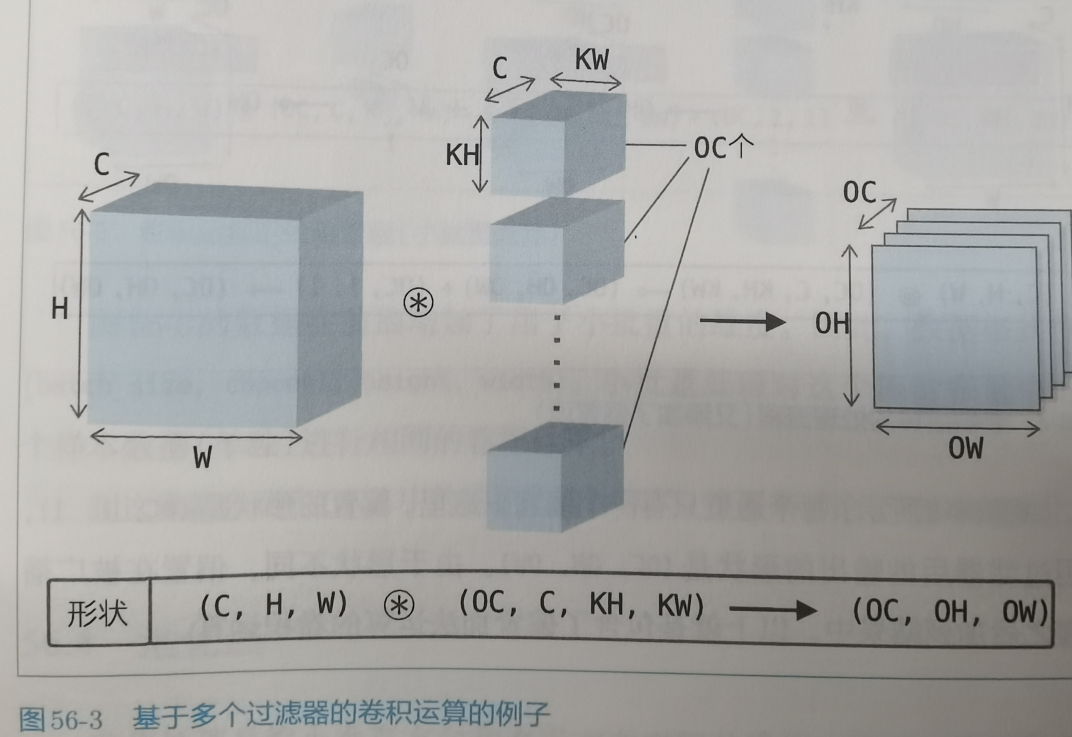 C
KW
KH
OC个
C
H
W
⊛
OC
OH
OW
形状 (C, H, W) ⊛ (OC, C, KH, KW) ⟶ (OC, OH, OW)
图56-3 基于多个过滤器的卷积运算的例子